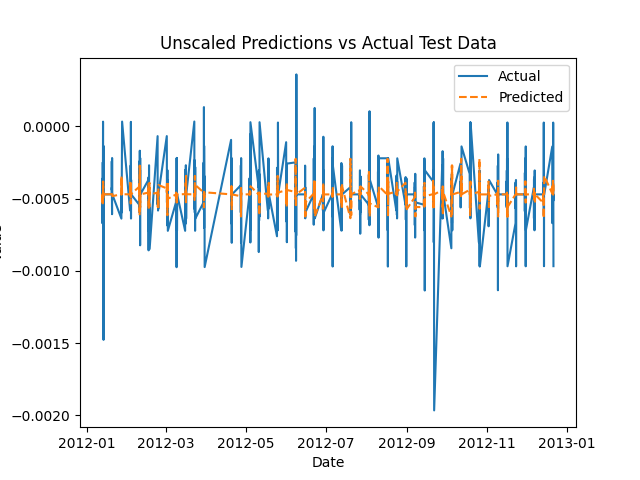 Unscaled Predictions vs Actual Test Data
Actual
Predicted
0.0000
−0.0005
−0.0010
−0.0015
−0.0020
2012-01 2012-03 2012-05 2012-07 2012-09 2012-11 2013-01
Date